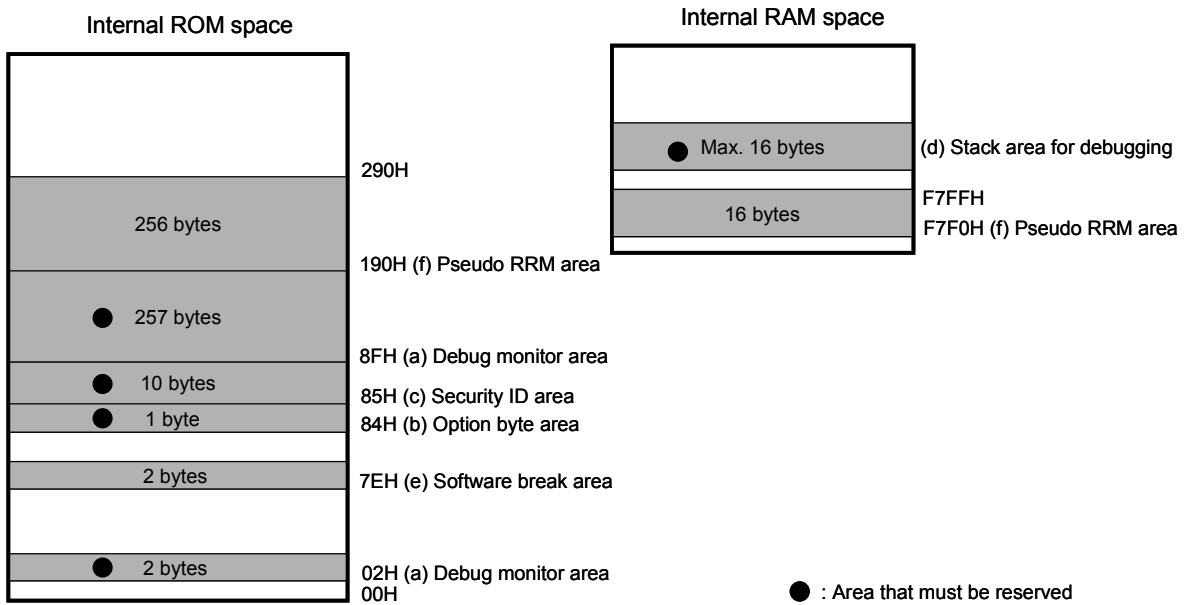 Internal ROM space
290H
256 bytes
190H (f) Pseudo RRM area
257 bytes
8FH (a) Debug monitor area
10 bytes
85H (c) Security ID area
1 byte
84H (b) Option byte area
2 bytes
7EH (e) Software break area
2 bytes
02H (a) Debug monitor area
00H
Internal RAM space
Max. 16 bytes
(d) Stack area for debugging
F7FFH
16 bytes
F7F0H (f) Pseudo RRM area
: Area that must be reserved